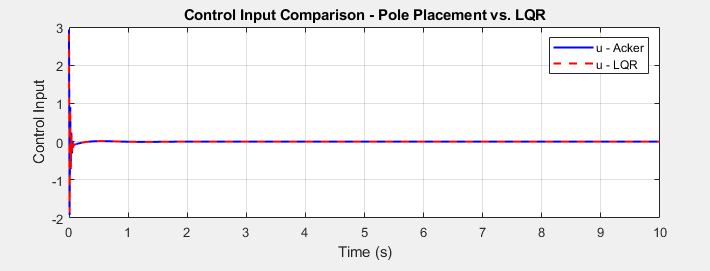 Control Input Comparison - Pole Placement vs. LQR
u - Acker
u - LQR
Control Input
3
2
1
0
-1
-2
0 1 2 3 4 5 6 7 8 9 10
Time (s)